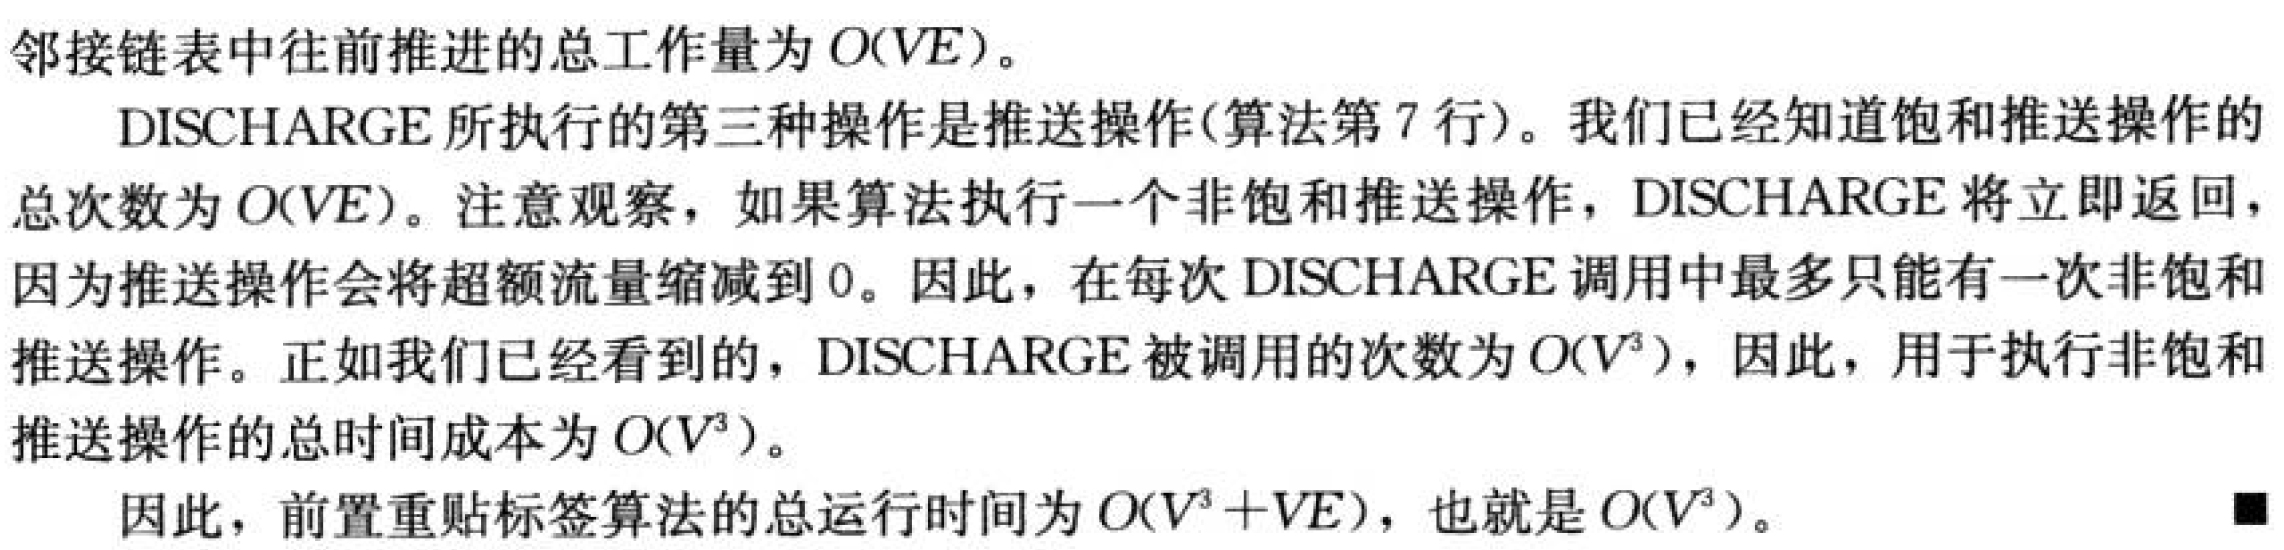 邻接链表中往前推进的总工作量为 O(VE)。
DISCHARGE 所执行的第三种操作是推送操作(算法第 7 行)。我们已经知道饱和推送操作的
总次数为 O(VE)。注意观察，如果算法执行一个非饱和推送操作，DISCHARGE 将立即返回，
因为推送操作会将超额流量缩减到 0。因此，在每次 DISCHARGE 调用中最多只能有一次非饱和
推送操作。正如我们已经看到的，DISCHARGE 被调用的次数为 O(V³)，因此，用于执行非饱和
推送操作的总时间成本为 O(V³)。
因此，前置重贴标签算法的总运行时间为 O(V³+VE)，也就是 O(V³)。 ■